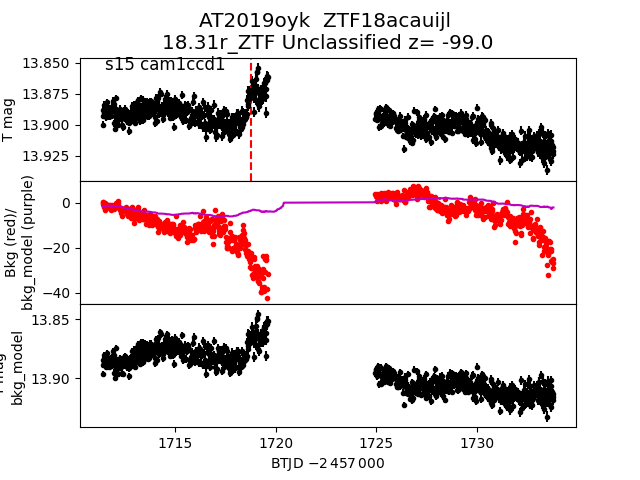 AT2019oyk  ZTF18acauijl
18.31r_ZTF Unclassified z= -99.0
s15 cam1ccd1
13.850
13.875
13.900
13.925
T mag
0
−20
−40
Bkg (red)/
bkg_model (purple)
13.85
13.90
mag
bkg_model
1715
1720
1725
1730
BTJD −2 457 000